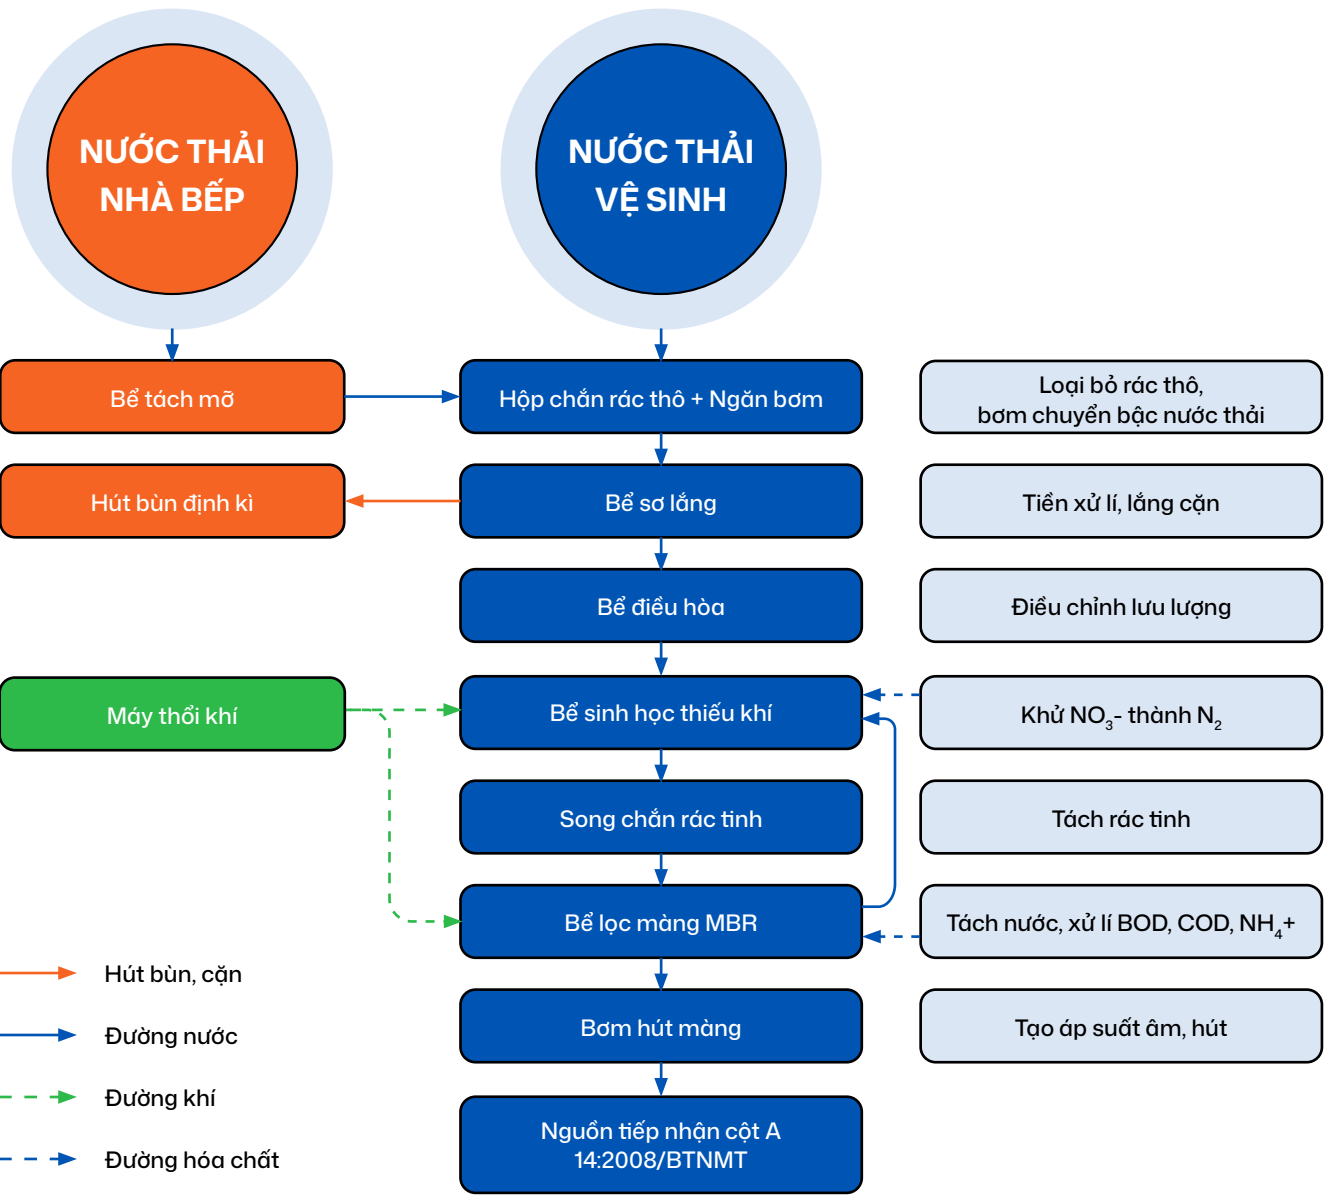 NƯỚC THẢI
NHÀ BẾP
NƯỚC THẢI
VỆ SINH
Bể tách mỡ
Hộp chắn rác thô + Ngăn bơm
Loại bỏ rác thô,
bơm chuyển bậc nước thải
Hút bùn định kì
Bể sơ lắng
Tiền xử lí, lắng cặn
Bể điều hòa
Điều chỉnh lưu lượng
Máy thổi khí
Bể sinh học thiếu khí
Khử NO₃- thành N₂
Song chắn rác tinh
Tách rác tinh
Bể lọc màng MBR
Tách nước, xử lí BOD, COD, NH₄+
Hút bùn, cặn
Bơm hút màng
Tạo áp suất âm, hút
Đường nước
Đường khí
Nguồn tiếp nhận cột A
14:2008/BTNMT
Đường hóa chất